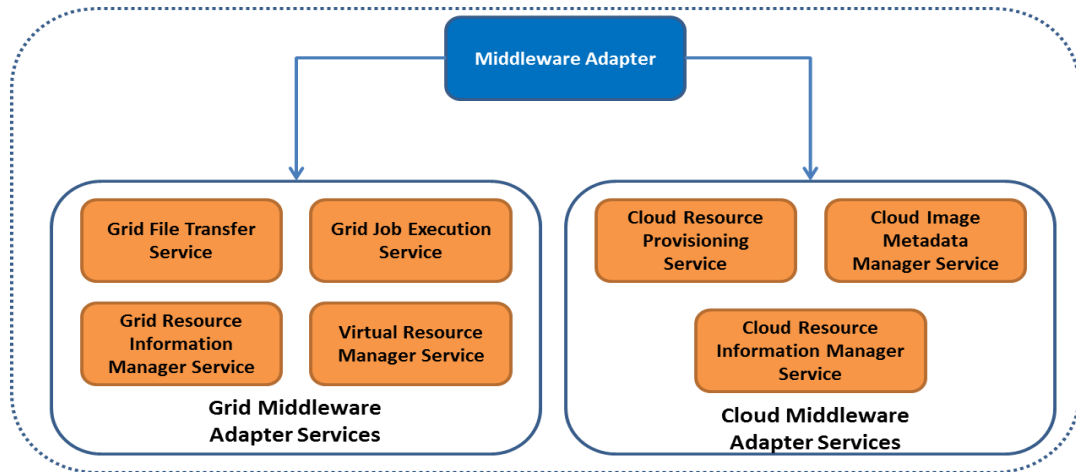 Middleware Adapter
Grid File Transfer
Service
Grid Job Execution
Service
Grid Resource
Information
Manager Service
Virtual Resource
Manager Service
Grid Middleware
Adapter Services
Cloud Resource
Provisioning
Service
Cloud Image
Metadata
Manager Service
Cloud Resource
Information Manager
Service
Cloud Middleware
Adapter Services